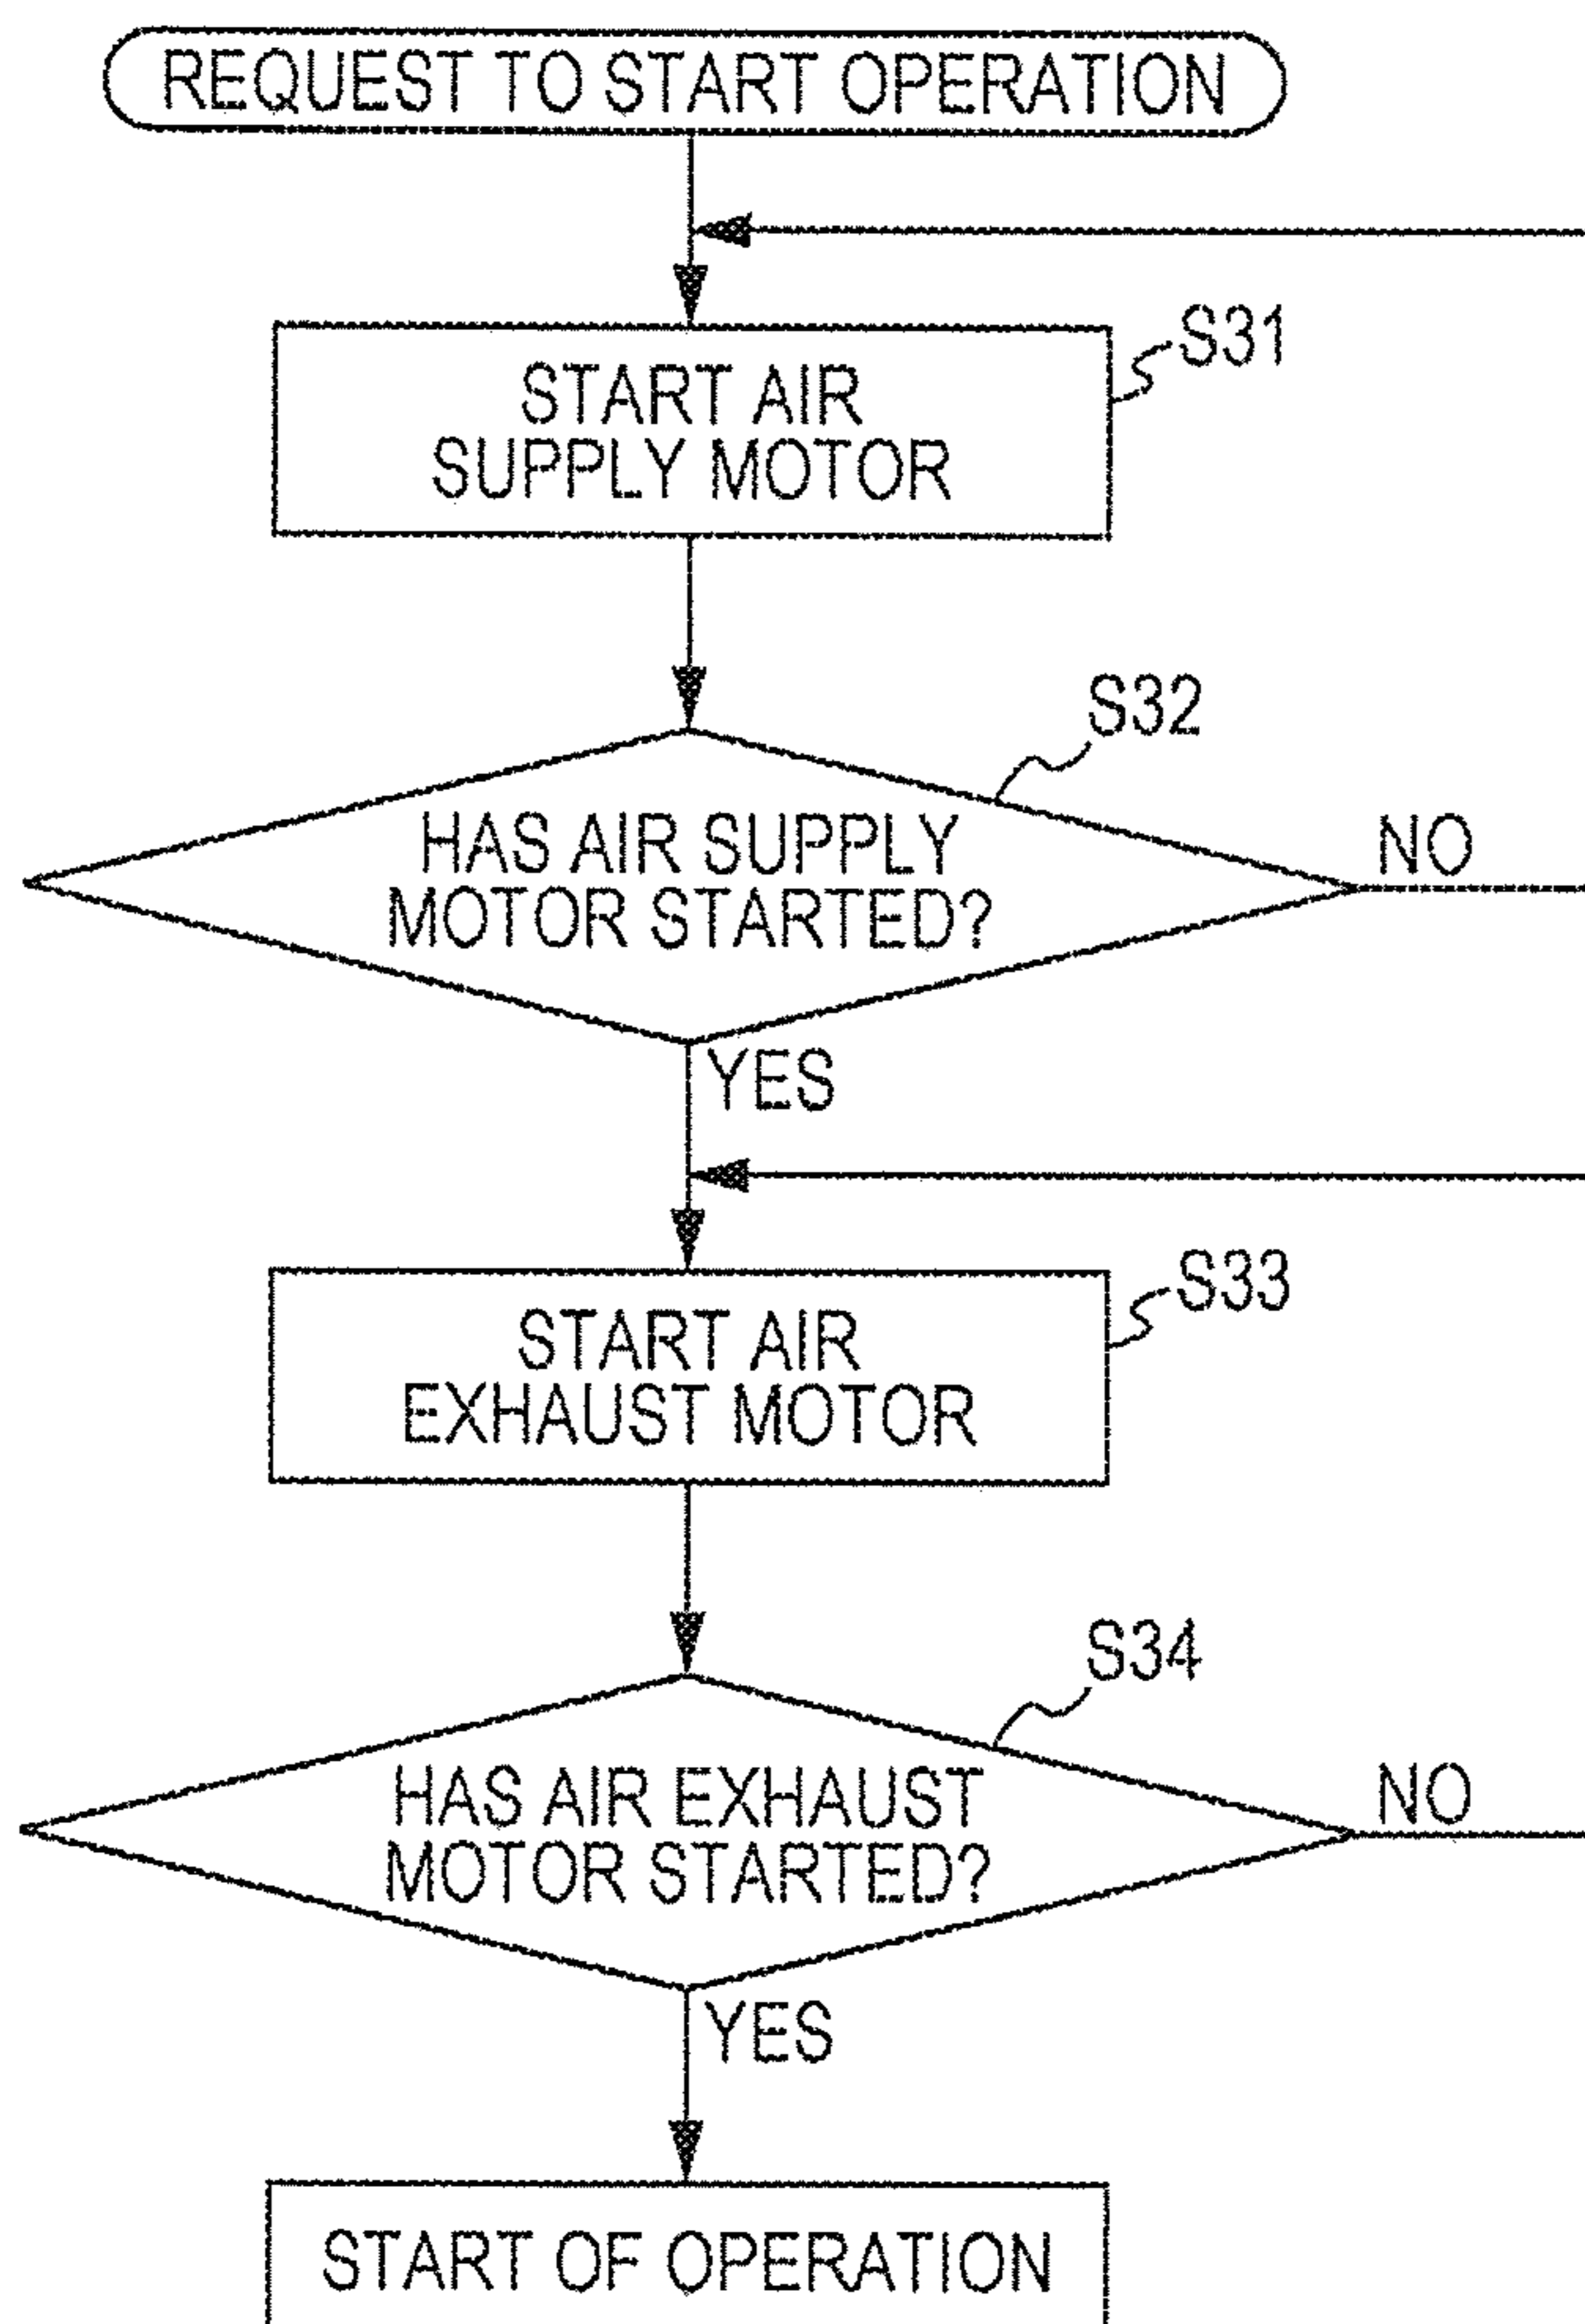 REQUEST TO START OPERATION
S31
START AIR
SUPPLY MOTOR
S32
HAS AIR SUPPLY
MOTOR STARTED?
NO
YES
S33
START AIR
EXHAUST MOTOR
S34
HAS AIR EXHAUST
MOTOR STARTED?
NO
YES
START OF OPERATION